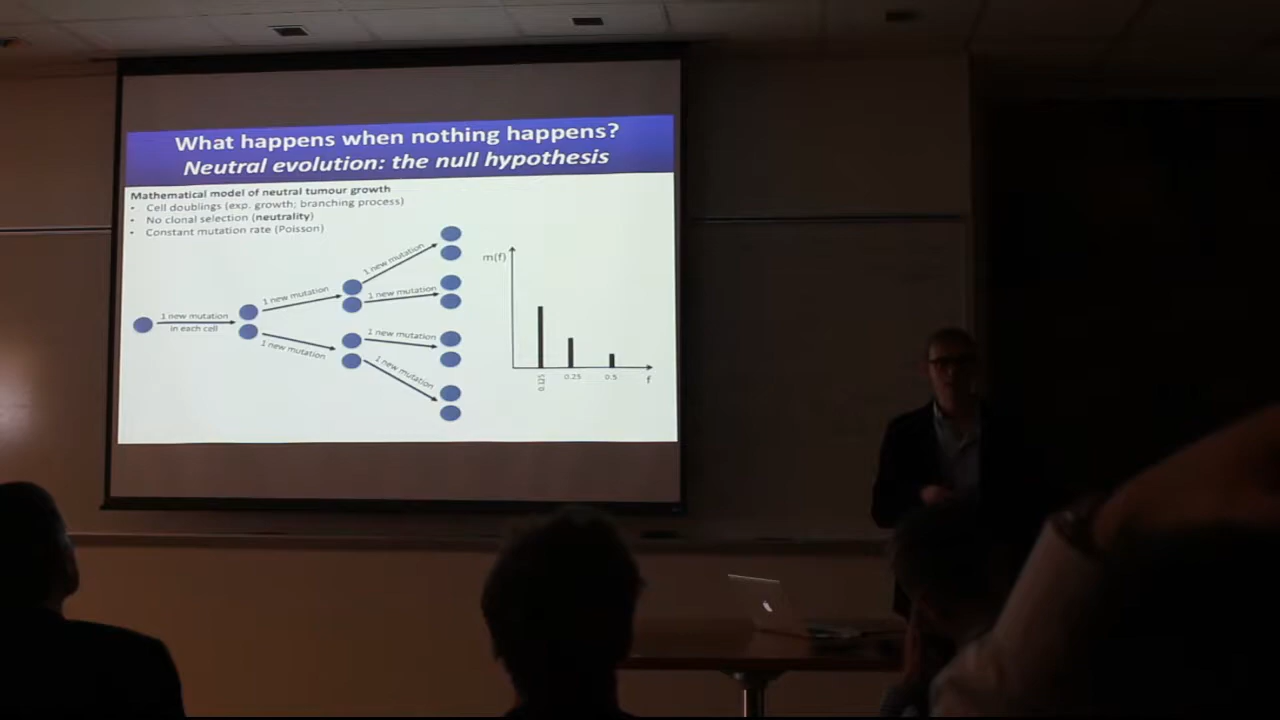 What happens when nothing happens?
Neutral evolution: the null hypothesis
Mathematical model of neutral tumour growth
• Cell doublings (exp. growth; branching process)
• No clonal selection (neutrality)
• Constant mutation rate (Poisson)
1 new mutation
in each cell
1 new mutation
1 new mutation
1 new mutation
1 new mutation
1 new mutation
1 new mutation
m(f)
0.125
0.25
0.5
f